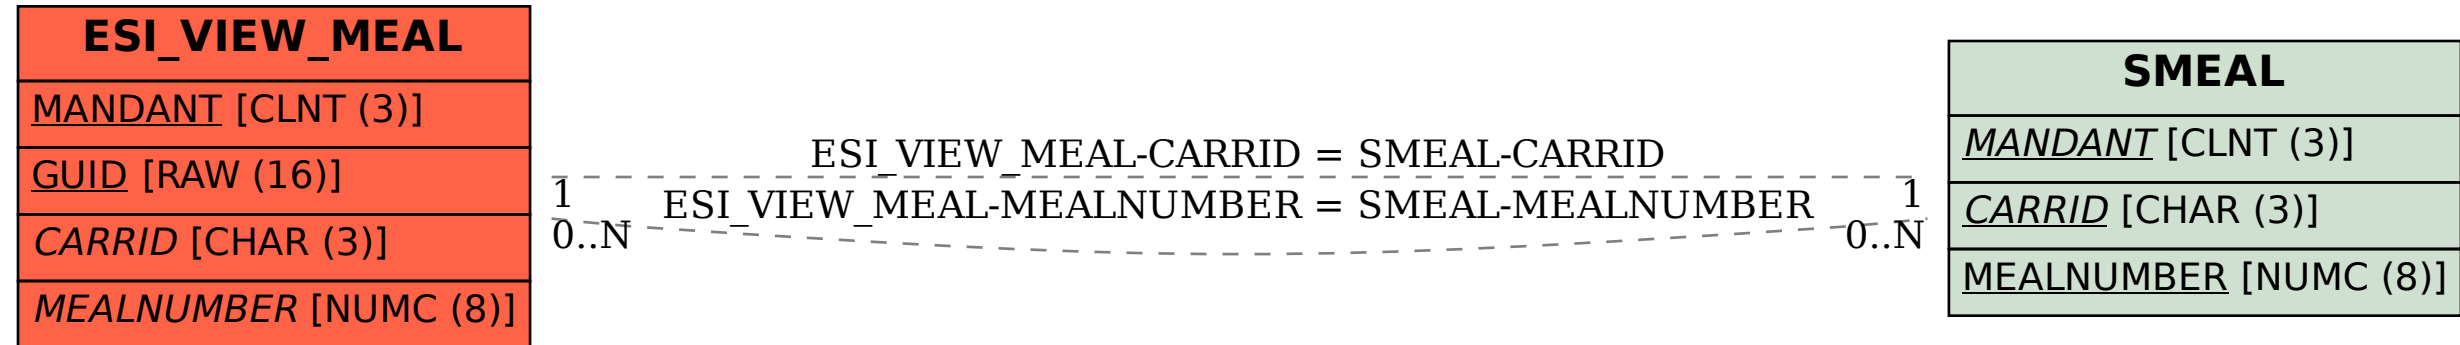 ESI_VIEW_MEAL
MANDANT [CLNT (3)]
GUID [RAW (16)]
CARRID [CHAR (3)]
MEALNUMBER [NUMC (8)]
ESI_VIEW_MEAL-CARRID = SMEAL-CARRID
1
1
ESI_VIEW_MEAL-MEALNUMBER = SMEAL-MEALNUMBER
0..N
0..N
SMEAL
MANDANT [CLNT (3)]
CARRID [CHAR (3)]
MEALNUMBER [NUMC (8)]